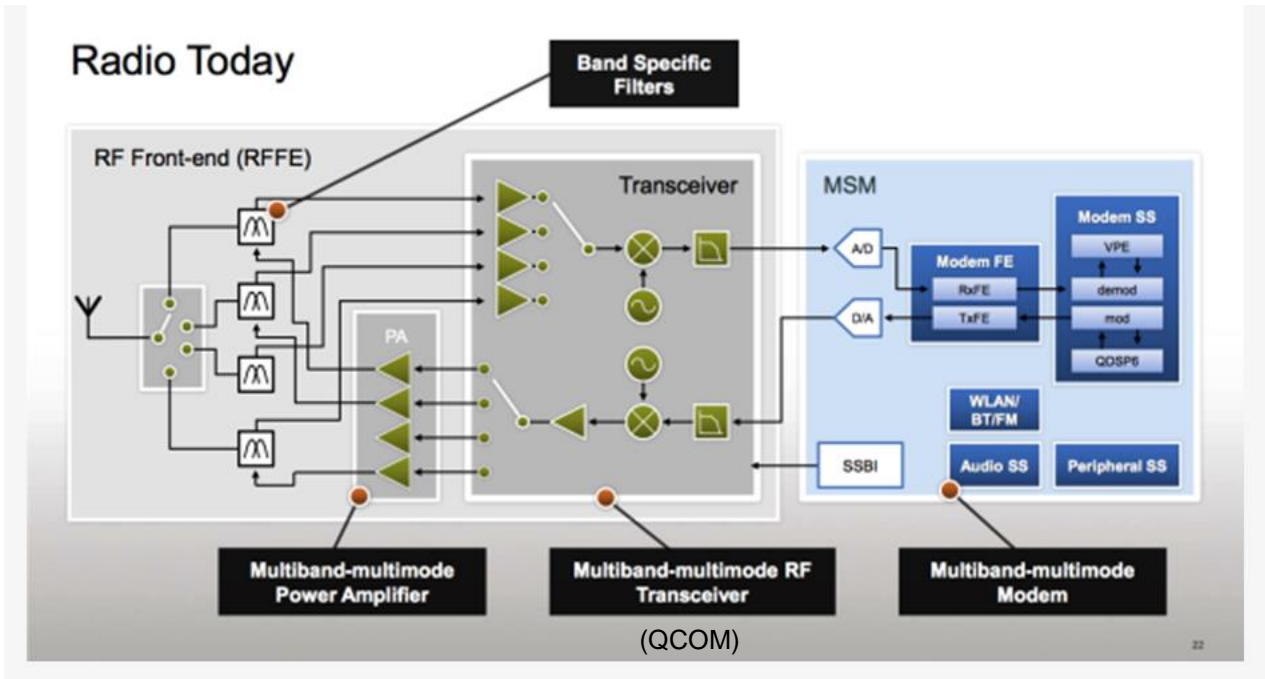 Radio Today
Band Specific
Filters
RF Front-end (RFFE)
Transceiver
MSM
Modem SS
VPE
A/D
Modem FE
RxFE
demod
D/A
TxFE
mod
PA
QDSP6
WLAN/
BT/FM
SSBI
Audio SS
Peripheral SS
Multiband-multimode
Power Amplifier
Multiband-multimode RF
Transceiver
Multiband-multimode
Modem
(QCOM)
22